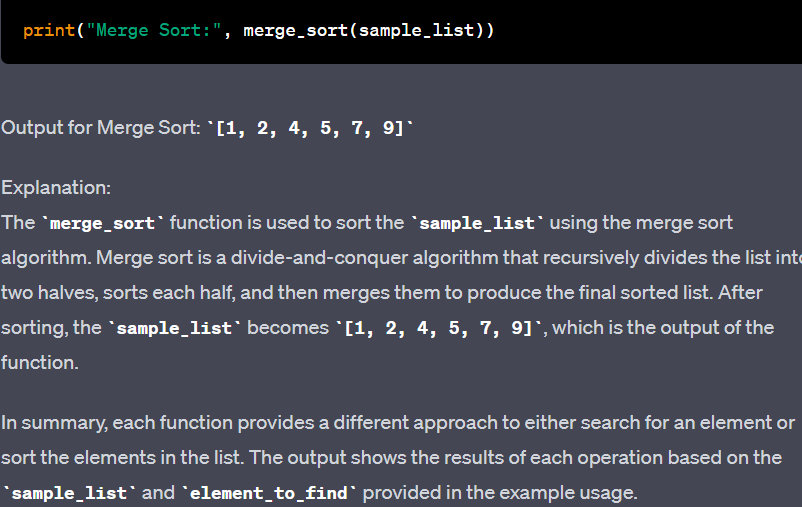 print("Merge Sort:", merge_sort(sample_list))
Output for Merge Sort: `[1, 2, 4, 5, 7, 9]`
Explanation:
The `merge_sort` function is used to sort the `sample_list` using the merge sort
algorithm. Merge sort is a divide-and-conquer algorithm that recursively divides the list into
two halves, sorts each half, and then merges them to produce the final sorted list. After
sorting, the `sample_list` becomes `[1, 2, 4, 5, 7, 9]`, which is the output of the
function.
In summary, each function provides a different approach to either search for an element or
sort the elements in the list. The output shows the results of each operation based on the
`sample_list` and `element_to_find` provided in the example usage.